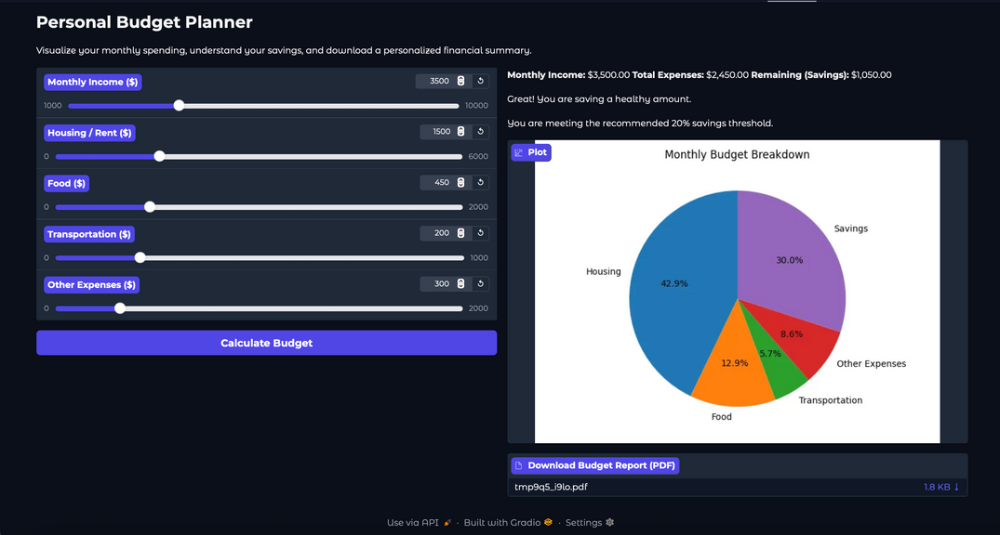 Personal Budget Planner
Visualize your monthly spending, understand your savings, and download a personalized financial summary.
Monthly Income ($)
3500
1000
10000
Housing / Rent ($)
1500
0
6000
Food ($)
450
0
2000
Transportation ($)
200
0
1000
Other Expenses ($)
300
0
2000
Calculate Budget
Monthly Income: $3,500.00 Total Expenses: $2,450.00 Remaining (Savings): $1,050.00
Great! You are saving a healthy amount.
You are meeting the recommended 20% savings threshold.
Plot
Monthly Budget Breakdown
Savings
30.0%
Housing
42.9%
8.6%
Other Expenses
5.7%
12.9%
Transportation
Food
Download Budget Report (PDF)
tmp9q5_i9lo.pdf
1.8 KB ↓
Use via API · Built with Gradio · Settings